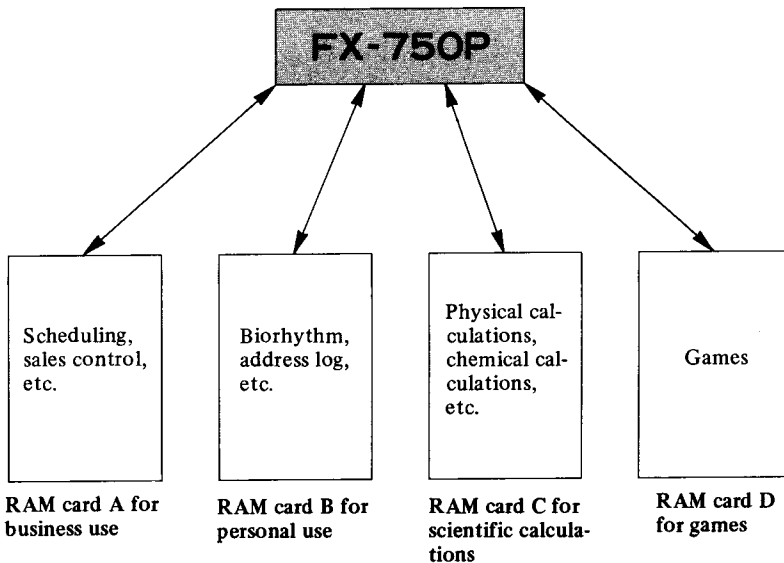 FX-750P
Scheduling,
sales control,
etc.
Biorhythm,
address log,
etc.
Physical cal-
culations,
chemical cal-
culations,
etc.
Games
RAM card A for
business use
RAM card B for
personal use
RAM card C for
scientific calcula-
tions
RAM card D
for games